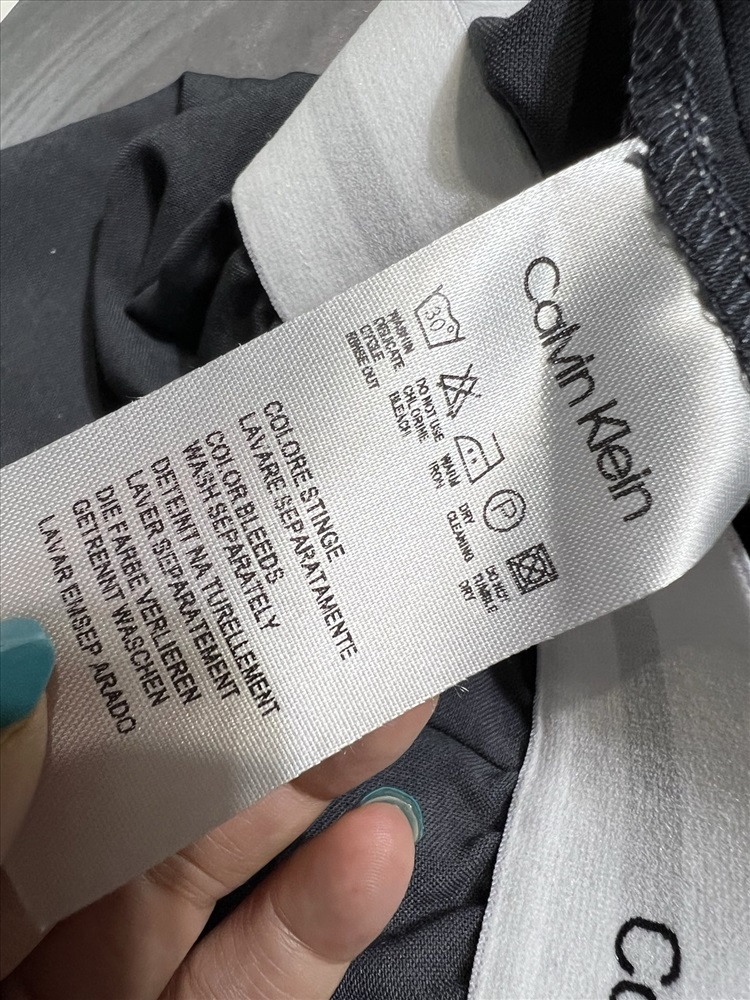 Calvin Klein
30°
WASH IN
DELICATE
CYCLE
RINSE OUT
DO NOT USE
CHLORINE
BLEACH
WARM
IRON
P
DRY
CLEANING
DO NOT
TUMBLE
DRY
COLORE STINGE
LAVARE SEPARATAMENTE
COLOR BLEEDS
WASH SEPARATELY
DETEINT NA TURELLEMENT
LAVER SEPARATEMENT
DIE FARBE VERLIEREN
GETRENNT WASCHEN
LAVAR EMSEP ARADO